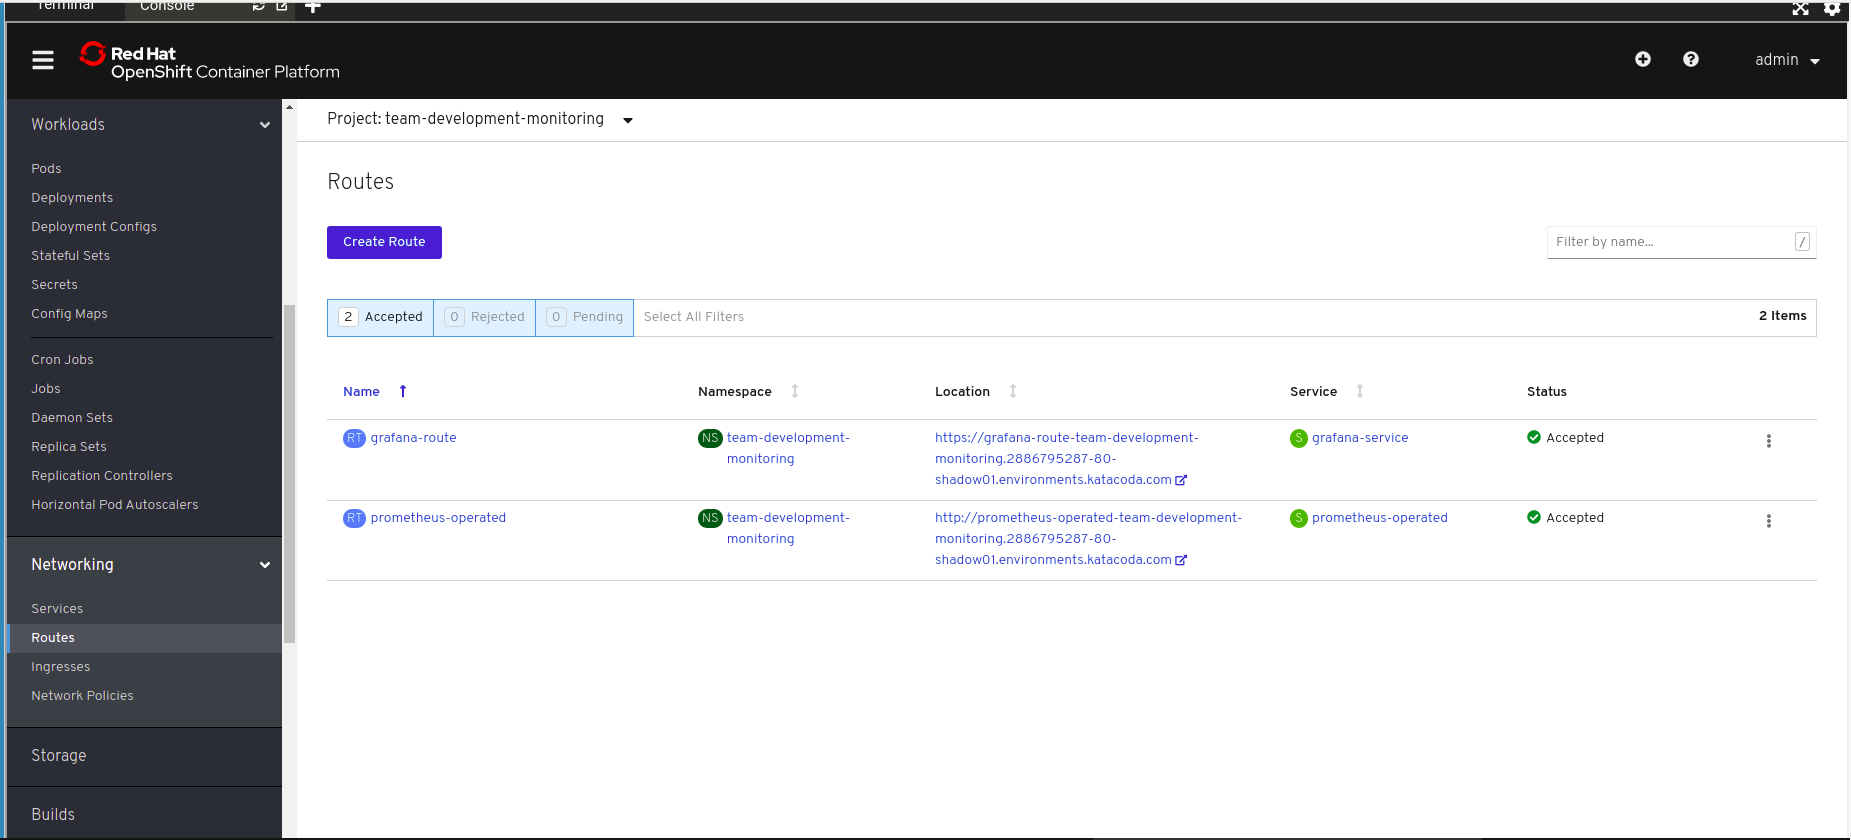 Terminal
Console
Red Hat
OpenShift Container Platform
admin
Workloads
Pods
Deployments
Deployment Configs
Stateful Sets
Secrets
Config Maps
Cron Jobs
Jobs
Daemon Sets
Replica Sets
Replication Controllers
Horizontal Pod Autoscalers
Networking
Services
Routes
Ingresses
Network Policies
Storage
Builds
Project: team-development-monitoring
Routes
Create Route
Filter by name...
/
2 Accepted 0 Rejected 0 Pending Select All Filters 2 Items
Name Namespace Location Service Status
RT grafana-route NS team-development- https://grafana-route-team-development- S grafana-service Accepted
monitoring monitoring.2886795287-80-
shadow01.environments.katacoda.com
RT prometheus-operated NS team-development- http://prometheus-operated-team-development- S prometheus-operated Accepted
monitoring monitoring.2886795287-80-
shadow01.environments.katacoda.com